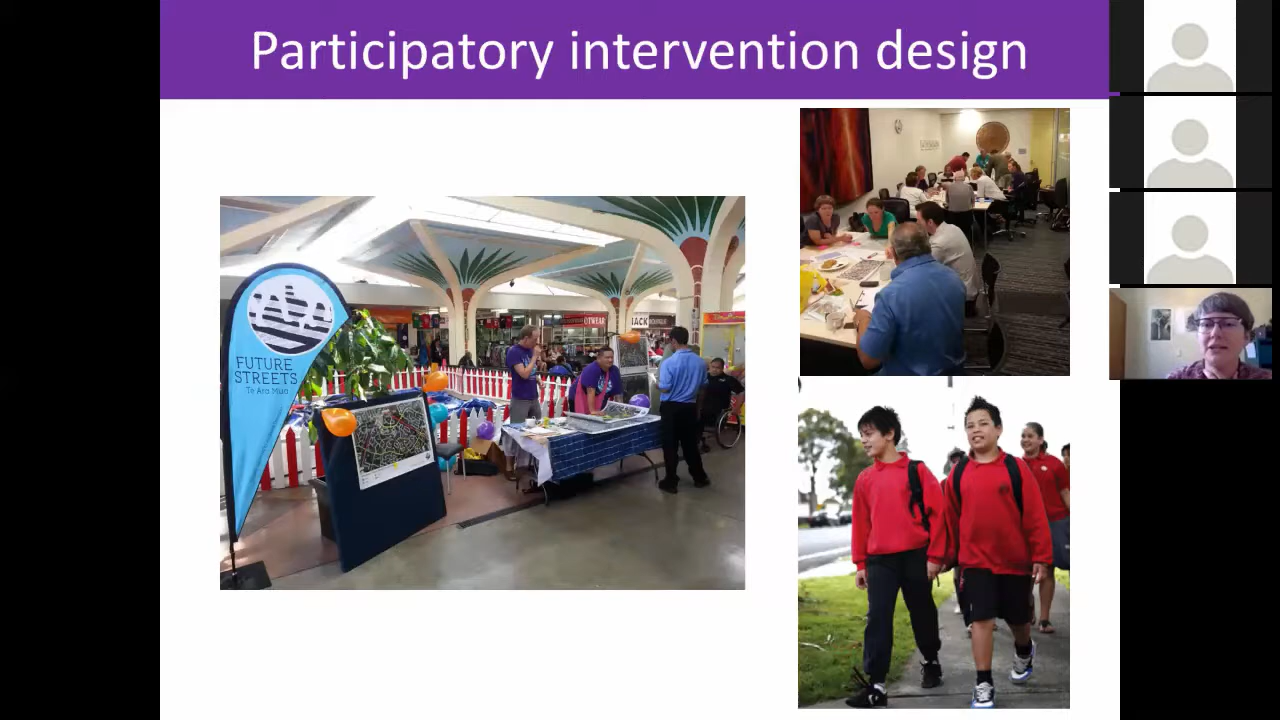 Participatory intervention design
FUTURE
STREETS
Te Ara Mua
OTWEAR
JACK